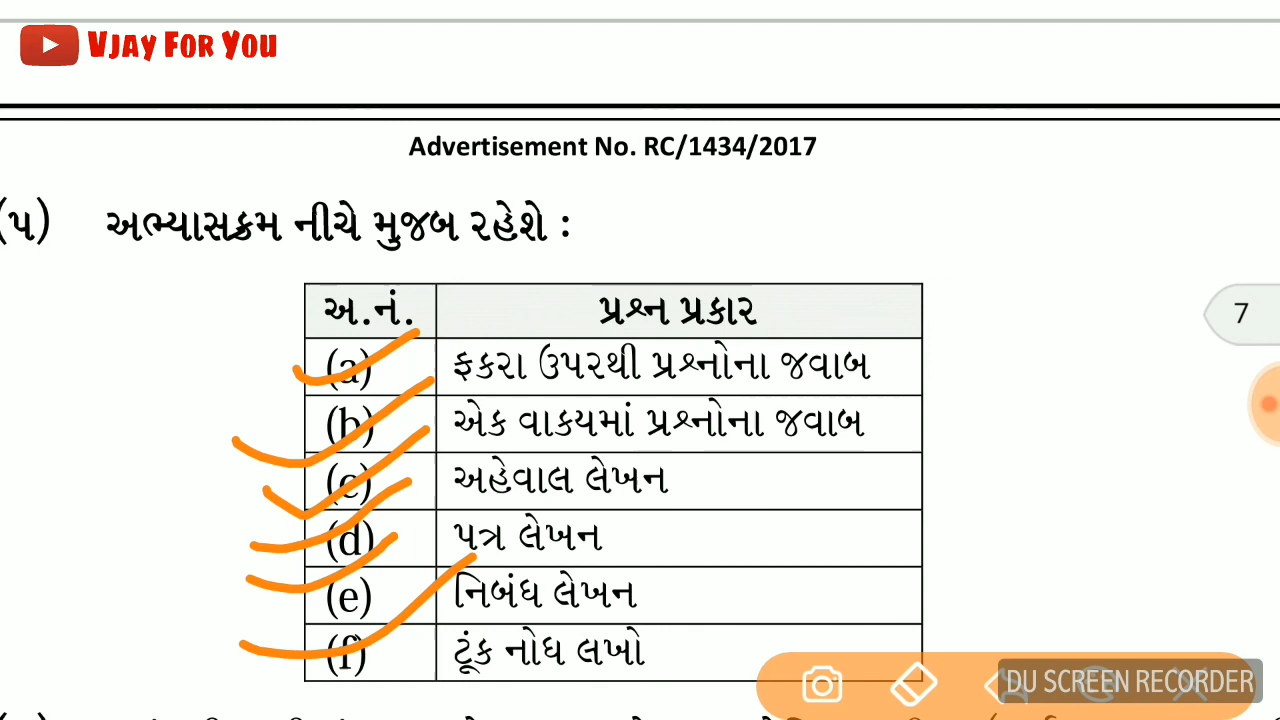 Vjay For You
Advertisement No. RC/1434/2017
(૫) અભ્યાસક્રમ નીચે મુજબ રહેશે :
અ.નં. પ્રશ્ન પ્રકાર
(a) ફકરા ઉપરથી પ્રશ્નોના જવાબ
(b) એક વાક્યમાં પ્રશ્નોના જવાબ
(c) અહેવાલ લેખન
(d) પત્ર લેખન
(e) નિબંધ લેખન
(f) ટૂંક નોધ લખો
7
DU SCREEN RECORDER